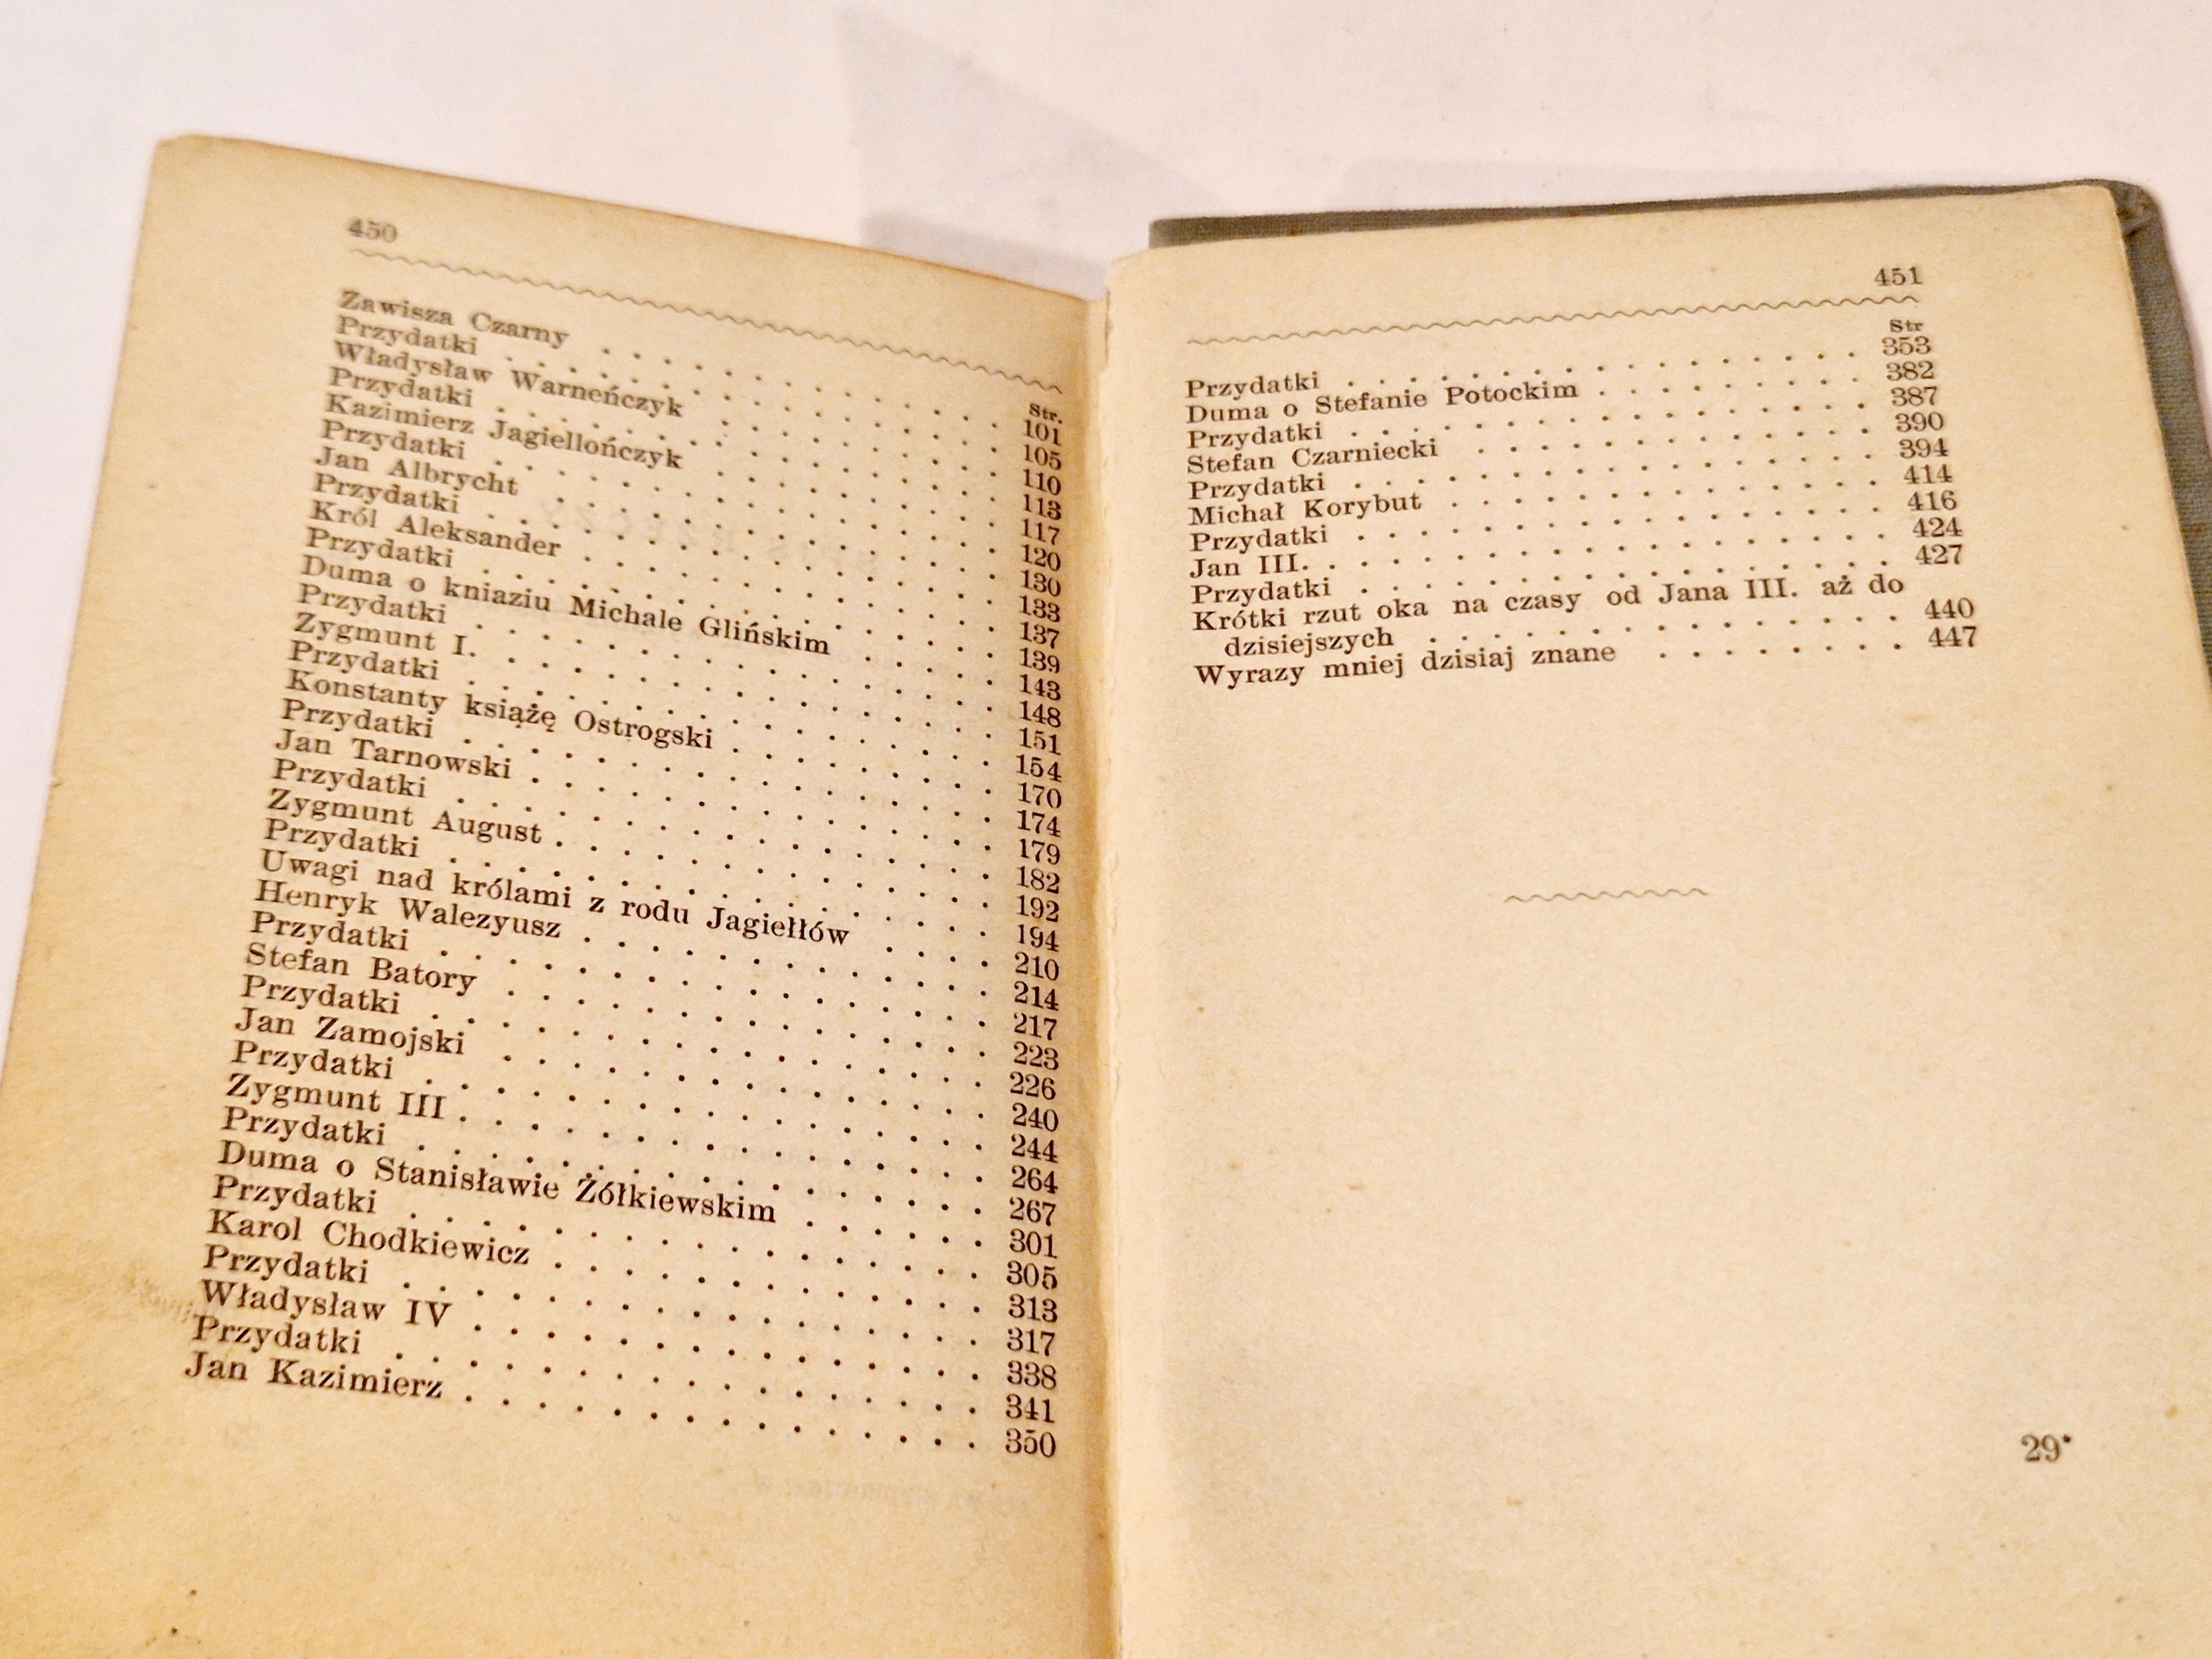 450
Str.
Zawisza Czarny . . . . . . . . . . . . . 101
Przydatki . . . . . . . . . . . . . . . 105
Władysław Warneńczyk . . . . . . . . . 110
Przydatki . . . . . . . . . . . . . . . 113
Kazimierz Jagiellończyk . . . . . . . . . 117
Przydatki . . . . . . . . . . . . . . . 120
Jan Albrycht . . . . . . . . . . . . . 130
Przydatki . . . . . . . . . . . . . . . 133
Król Aleksander . . . . . . . . . . . . 137
Przydatki . . . . . . . . . . . . . . . 139
Duma o kniaziu Michale Glińskim . . . . 143
Przydatki . . . . . . . . . . . . . . . 148
Zygmunt I. . . . . . . . . . . . . . . 151
Przydatki . . . . . . . . . . . . . . . 154
Konstanty książę Ostrogski . . . . . . . 170
Przydatki . . . . . . . . . . . . . . . 174
Jan Tarnowski . . . . . . . . . . . . . 179
Przydatki . . . . . . . . . . . . . . . 182
Zygmunt August . . . . . . . . . . . . 192
Przydatki . . . . . . . . . . . . . . . 194
Uwagi nad królami z rodu Jagiełłów . . . 210
Henryk Walezyusz . . . . . . . . . . . 214
Przydatki . . . . . . . . . . . . . . . 217
Stefan Batory . . . . . . . . . . . . . 223
Przydatki . . . . . . . . . . . . . . . 226
Jan Zamojski . . . . . . . . . . . . . 240
Przydatki . . . . . . . . . . . . . . . 244
Zygmunt III . . . . . . . . . . . . . . 264
Przydatki . . . . . . . . . . . . . . . 267
Duma o Stanisławie Żółkiewskim . . . . . 301
Przydatki . . . . . . . . . . . . . . . 305
Karol Chodkiewicz . . . . . . . . . . . 313
Przydatki . . . . . . . . . . . . . . . 317
Władysław IV . . . . . . . . . . . . . 338
Przydatki . . . . . . . . . . . . . . . 341
Jan Kazimierz . . . . . . . . . . . . . 350
451
Str
Przydatki . . . . . . . . . . . . . . . 353
Duma o Stefanie Potockim . . . . . . . . 382
Przydatki . . . . . . . . . . . . . . . 387
Stefan Czarniecki . . . . . . . . . . . 390
Przydatki . . . . . . . . . . . . . . . 394
Michał Korybut . . . . . . . . . . . . 414
Przydatki . . . . . . . . . . . . . . . 416
Jan III. . . . . . . . . . . . . . . . 424
Przydatki . . . . . . . . . . . . . . . 427
Krótki rzut oka na czasy od Jana III. aż do
dzisiejszych . . . . . . . . . . . . . 440
Wyrazy mniej dzisiaj znane . . . . . . . 447
29*